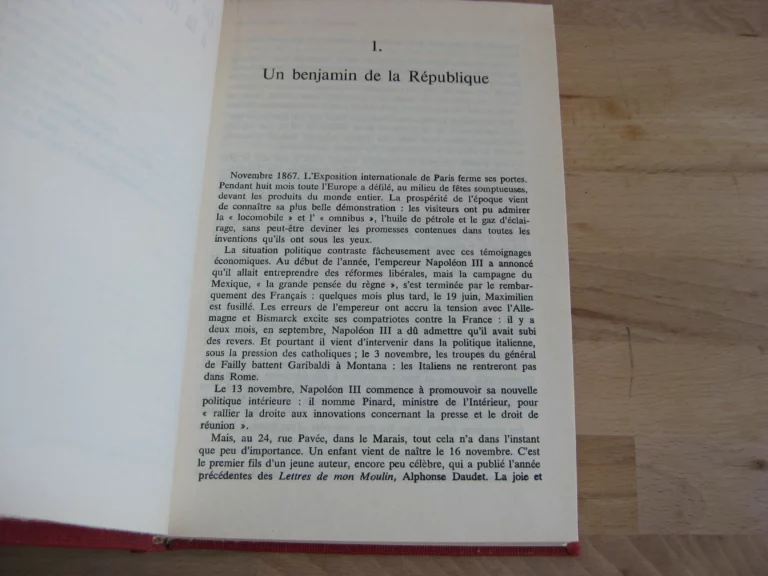 1.
Un benjamin de la République
Novembre 1867. L'Exposition internationale de Paris ferme ses portes.
Pendant huit mois toute l'Europe a défilé, au milieu de fêtes somptueuses,
devant les produits du monde entier. La prospérité de l'époque vient
de connaître sa plus belle démonstration : les visiteurs ont pu admirer
la « locomobile » et l' « omnibus », l'huile de pétrole et le gaz d'éclai-
rage, sans peut-être deviner les promesses contenues dans toutes les
inventions qu'ils ont sous les yeux.
La situation politique contraste fâcheusement avec ces témoignages
économiques. Au début de l'année, l'empereur Napoléon III a annoncé
qu'il allait entreprendre des réformes libérales, mais la campagne du
Mexique, « la grande pensée du règne », s'est terminée par le rembar-
quement des Français : quelques mois plus tard, le 19 juin, Maximilien
est fusillé. Les erreurs de l'empereur ont accru la tension avec l'Alle-
magne et Bismarck excite ses compatriotes contre la France : il y a
deux mois, en septembre, Napoléon III a dû admettre qu'il avait subi
des revers. Et pourtant il vient d'intervenir dans la politique italienne,
sous la pression des catholiques ; le 3 novembre, les troupes du général
de Failly battent Garibaldi à Montana : les Italiens ne rentreront pas
dans Rome.
Le 13 novembre, Napoléon III commence à promouvoir sa nouvelle
politique intérieure : il nomme Pinard, ministre de l'Intérieur, pour
« rallier la droite aux innovations concernant la presse et le droit de
réunion ».
Mais, au 24, rue Pavée, dans le Marais, tout cela n'a dans l'instant
que peu d'importance. Un enfant vient de naître le 16 novembre. C'est
le premier fils d'un jeune auteur, encore peu célèbre, qui a publié l'année
précédentes des Lettres de mon Moulin, Alphonse Daudet. La joie et